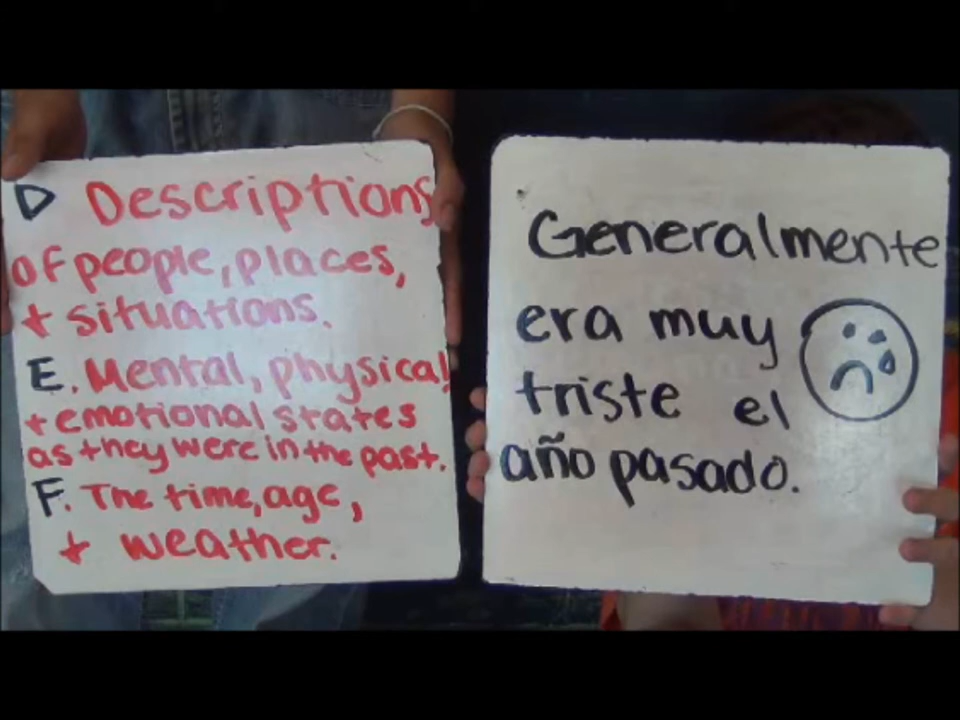 D Descriptions
of people, places,
+ situations.
E. Mental, physical
+ emotional states
as they were in the past.
F. The time, age,
+ weather.
Generalmente
era muy
triste el
año pasado.